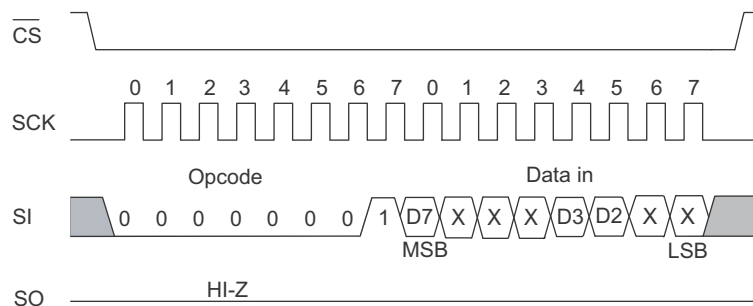 CS
0 1 2 3 4 5 6 7 0 1 2 3 4 5 6 7
SCK
Opcode Data in
SI 0 0 0 0 0 0 0 1 D7 X X X D3 D2 X X
MSB LSB
HI-Z
SO